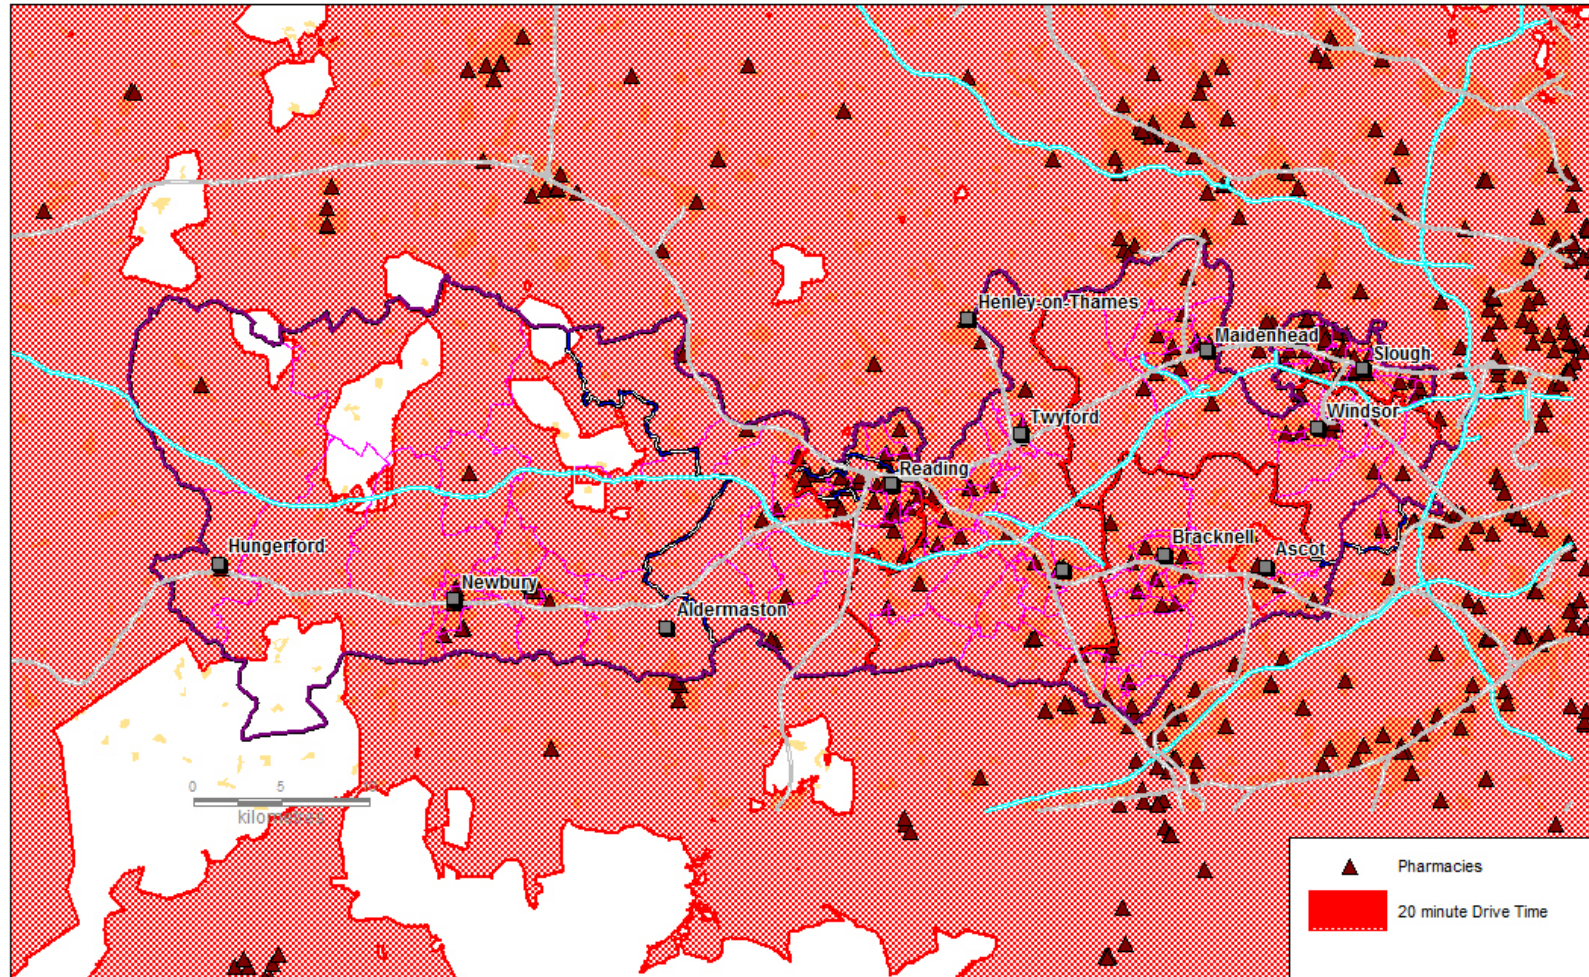 Henley-on-Thames
Maidenhead
Slough
Windsor
Twyford
Reading
Bracknell
Ascot
Hungerford
Newbury
Aldermaston
0 5
Pharmacies
20 minute Drive Time